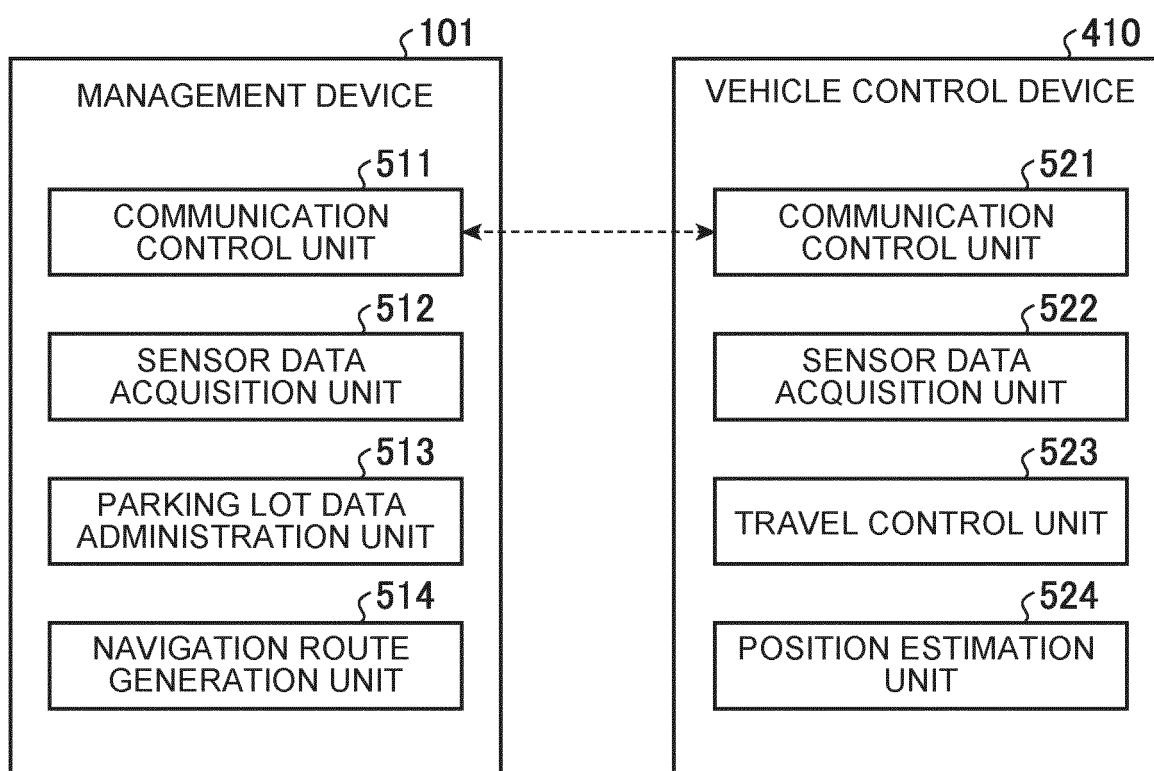 101
MANAGEMENT DEVICE
511
COMMUNICATION
CONTROL UNIT
512
SENSOR DATA
ACQUISITION UNIT
513
PARKING LOT DATA
ADMINISTRATION UNIT
514
NAVIGATION ROUTE
GENERATION UNIT
410
VEHICLE CONTROL DEVICE
521
COMMUNICATION
CONTROL UNIT
522
SENSOR DATA
ACQUISITION UNIT
523
TRAVEL CONTROL UNIT
524
POSITION ESTIMATION
UNIT